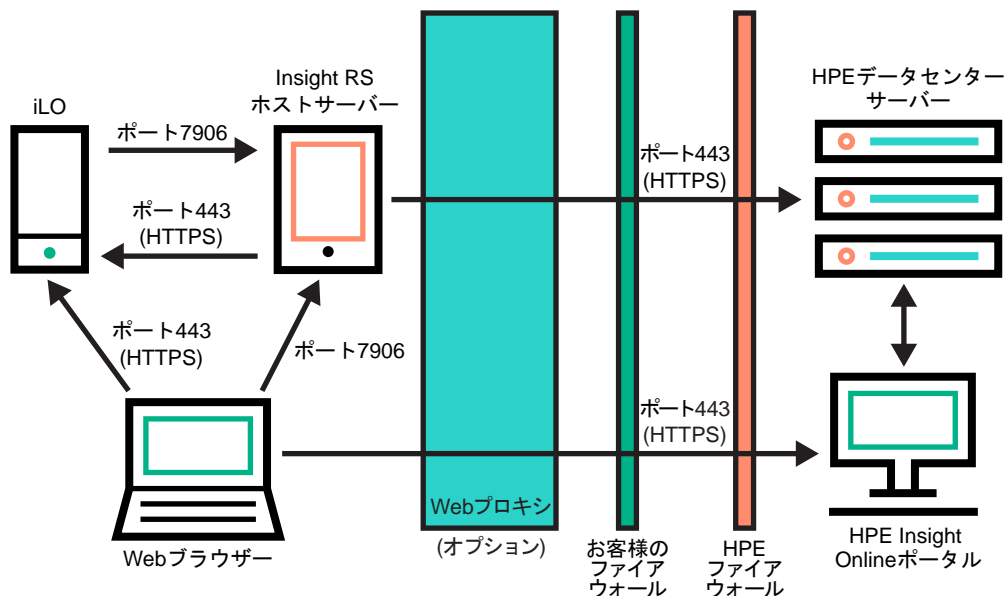 iLO
Insight RS
ホストサーバー
HPEデータセンター
サーバー
ポート7906
ポート443
(HTTPS)
ポート443
(HTTPS)
ポート443
(HTTPS)
ポート7906
ポート443
(HTTPS)
Webブラウザー
Webプロキシ
(オプション)
お客様の
ファイア
ウォール
HPE
ファイア
ウォール
HPE Insight
Onlineポータル